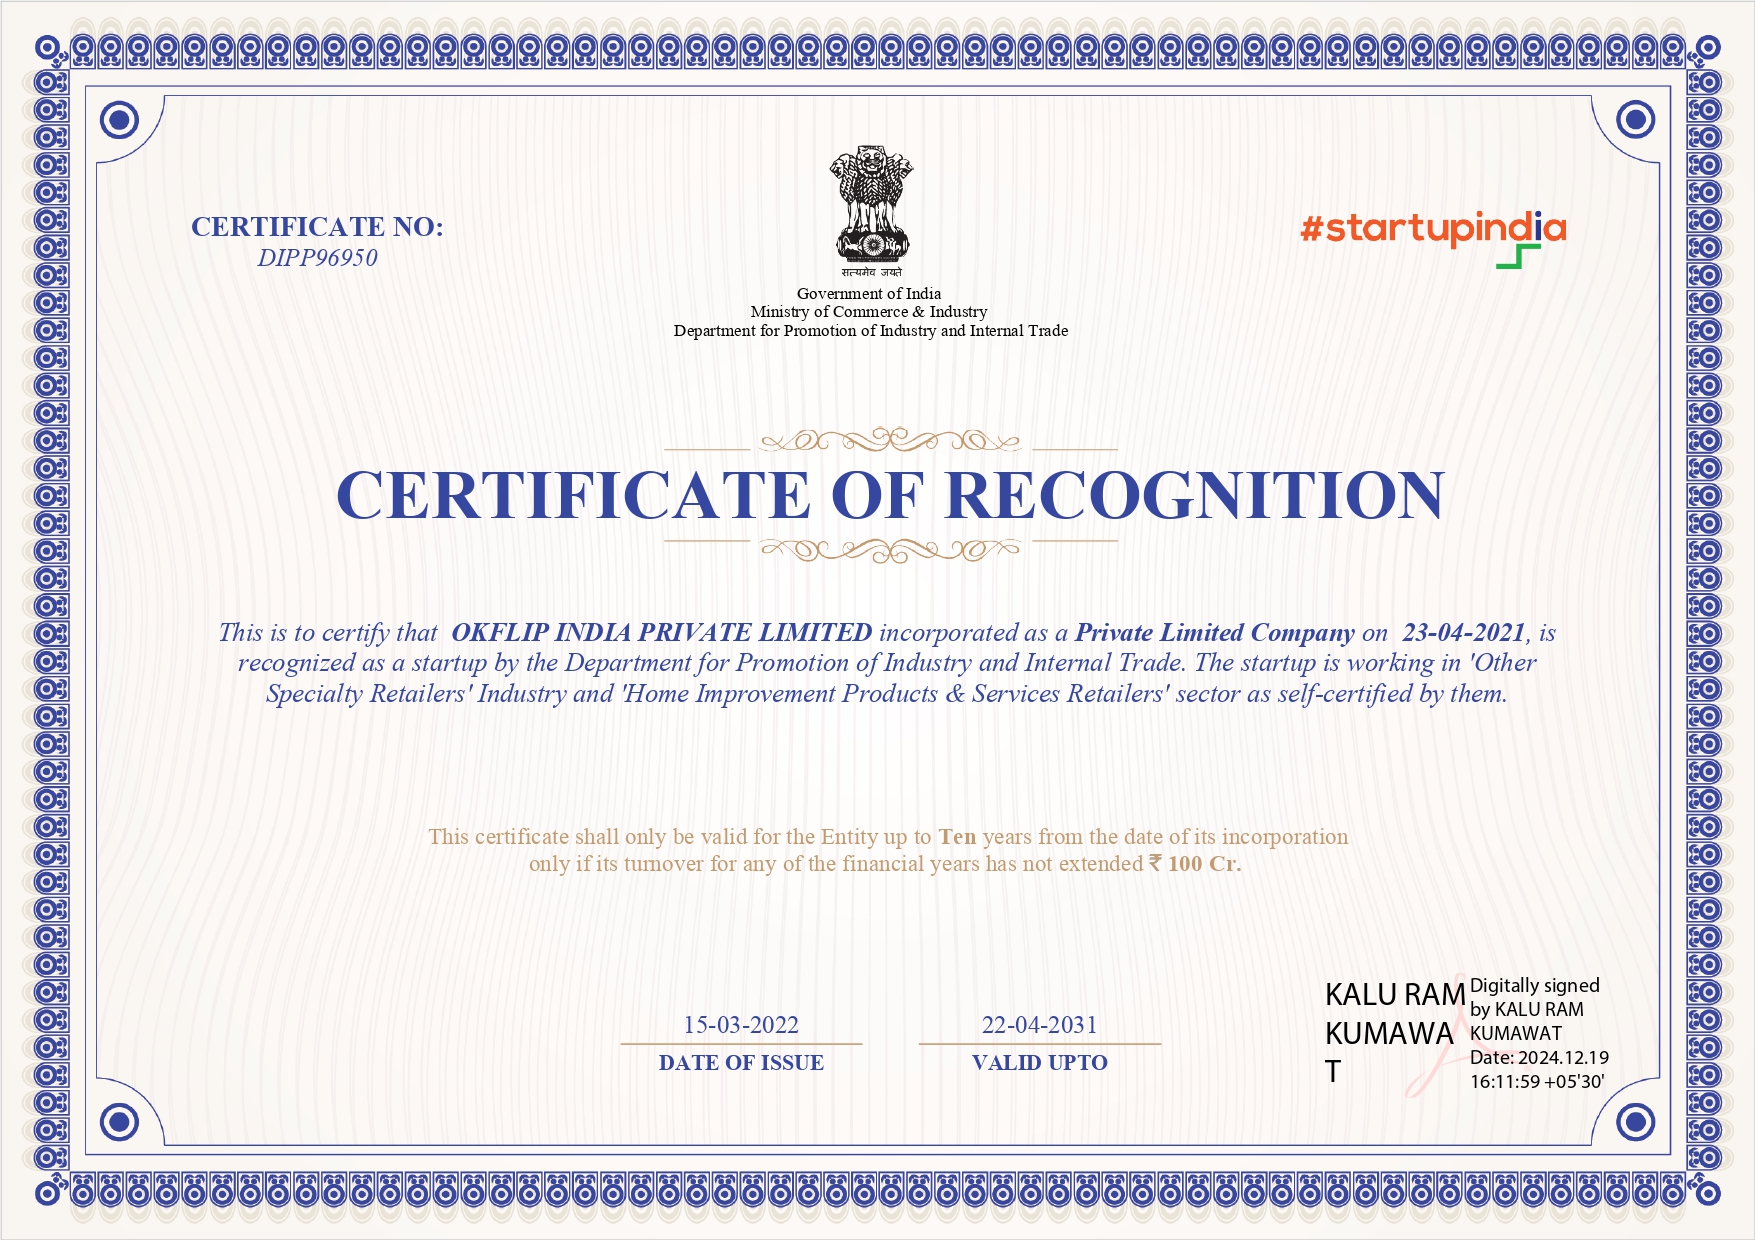 CERTIFICATE NO:
DIPP96950
सत्यमेव जयते
#startupindia
Government of India
Ministry of Commerce & Industry
Department for Promotion of Industry and Internal Trade
CERTIFICATE OF RECOGNITION
This is to certify that OKFLIP INDIA PRIVATE LIMITED incorporated as a Private Limited Company on 23-04-2021, is
recognized as a startup by the Department for Promotion of Industry and Internal Trade. The startup is working in 'Other
Specialty Retailers' Industry and 'Home Improvement Products & Services Retailers' sector as self-certified by them.
This certificate shall only be valid for the Entity up to Ten years from the date of its incorporation
only if its turnover for any of the financial years has not extended ₹ 100 Cr.
15-03-2022
DATE OF ISSUE
22-04-2031
VALID UPTO
KALU RAM
KUMAWA
T
Digitally signed
by KALU RAM
KUMAWAT
Date: 2024.12.19
16:11:59 +05'30'